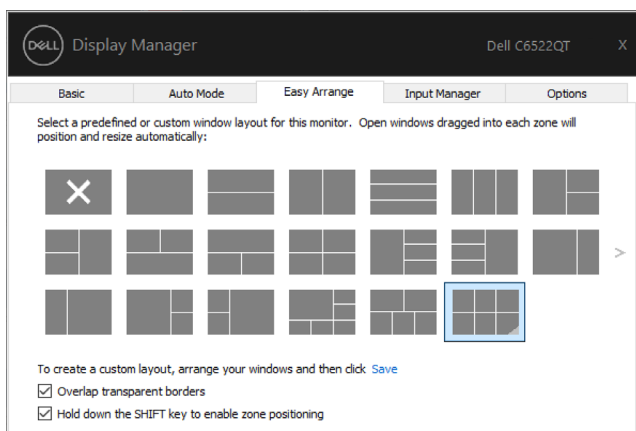 DELL Display Manager Dell C6522QT X
Basic Auto Mode Easy Arrange Input Manager Options
Select a predefined or custom window layout for this monitor. Open windows dragged into each zone will
position and resize automatically:
>
To create a custom layout, arrange your windows and then click Save
Overlap transparent borders
Hold down the SHIFT key to enable zone positioning